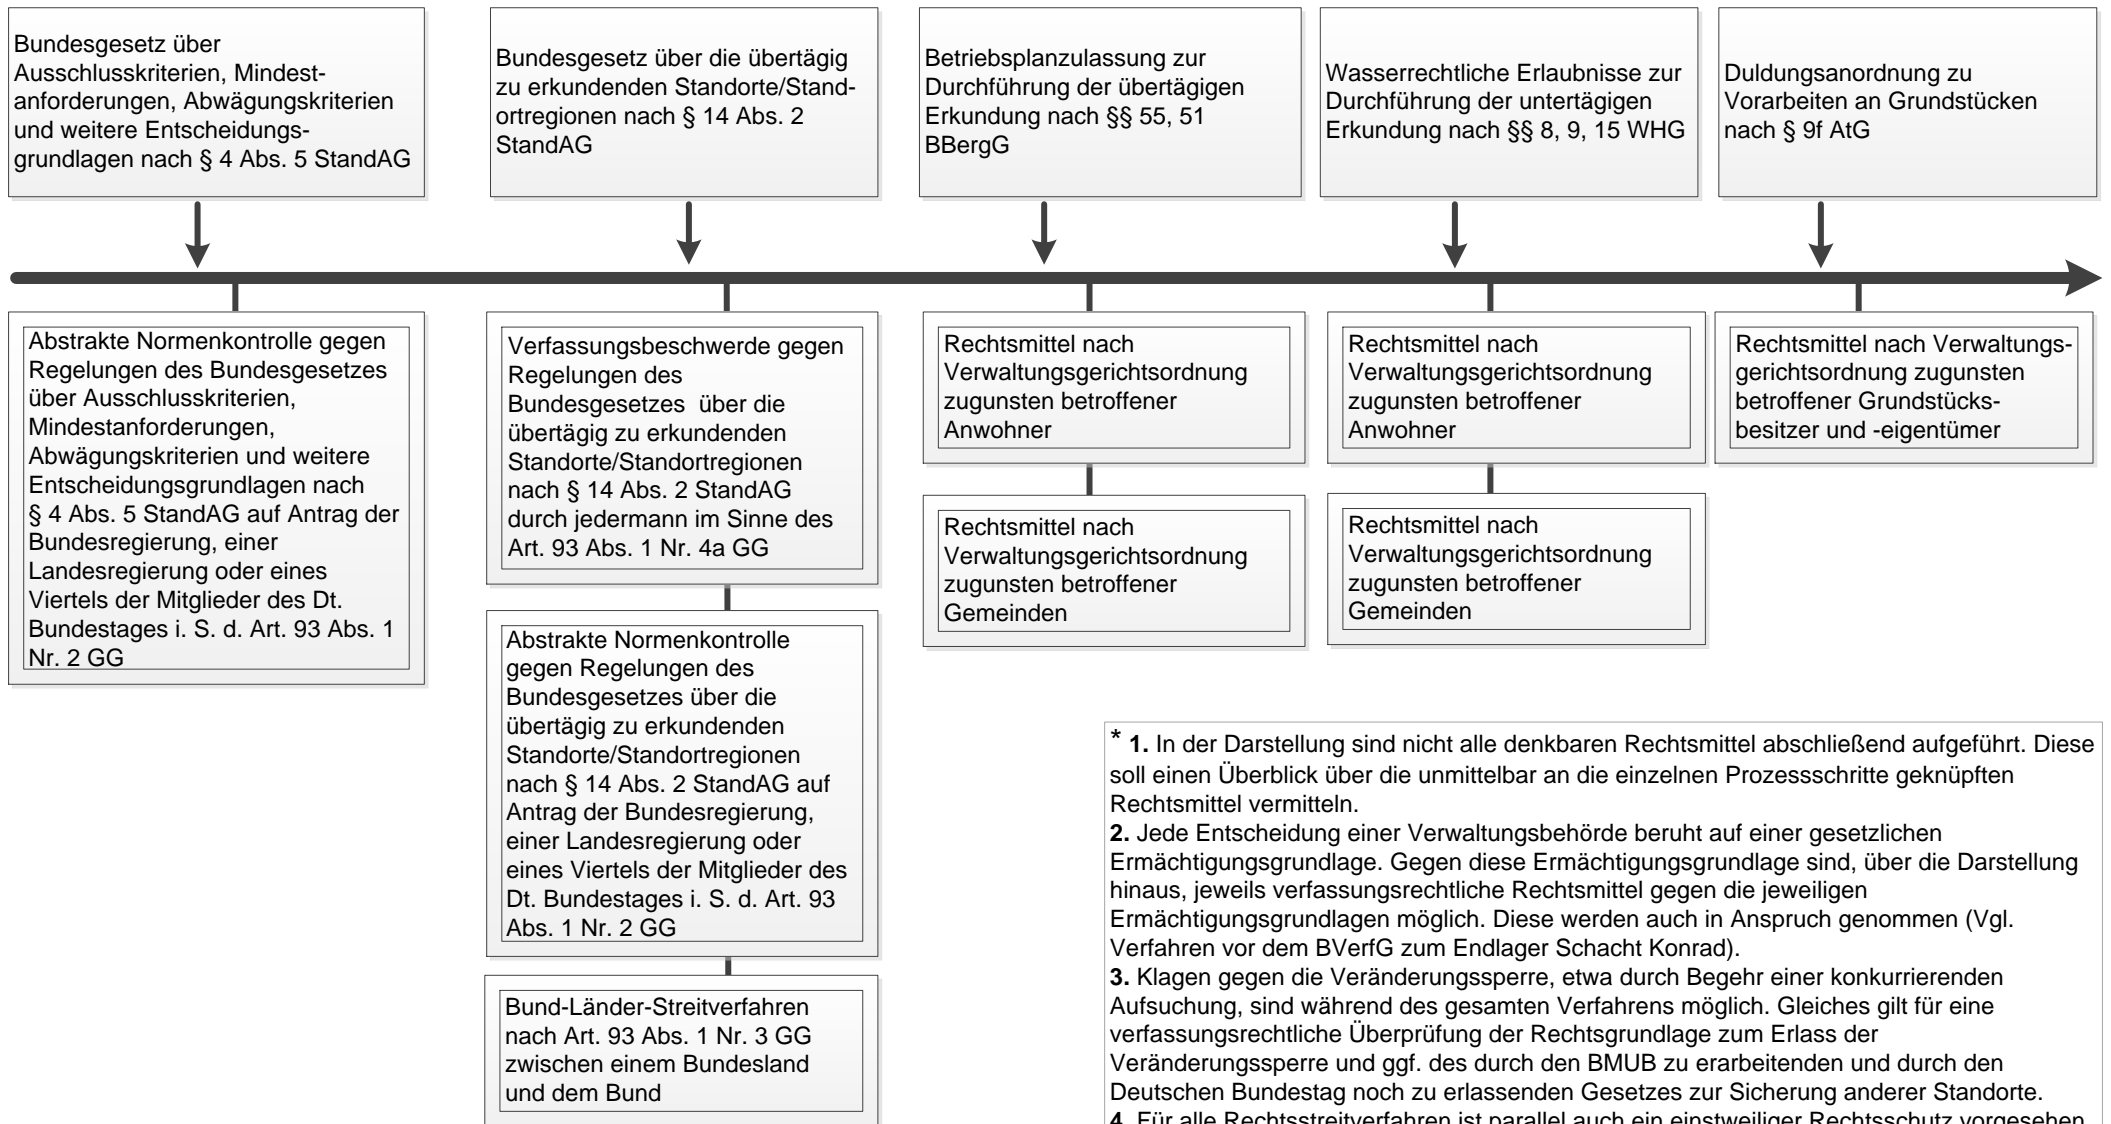 Bundesgesetz über
Ausschlusskriterien, Mindest-
anforderungen, Abwägungskriterien
und weitere Entscheidungs-
grundlagen nach § 4 Abs. 5 StandAG
Bundesgesetz über die übertägig
zu erkundenden Standorte/Stand-
ortregionen nach § 14 Abs. 2
StandAG
Betriebsplanzulassung zur
Durchführung der übertägigen
Erkundung nach §§ 55, 51
BBergG
Wasserrechtliche Erlaubnisse zur
Durchführung der untertägigen
Erkundung nach §§ 8, 9, 15 WHG
Duldungsanordnung zu
Vorarbeiten an Grundstücken
nach § 9f AtG
Abstrakte Normenkontrolle gegen
Regelungen des Bundesgesetzes
über Ausschlusskriterien,
Mindestanforderungen,
Abwägungskriterien und weitere
Entscheidungsgrundlagen nach
§ 4 Abs. 5 StandAG auf Antrag der
Bundesregierung, einer
Landesregierung oder eines
Viertels der Mitglieder des Dt.
Bundestages i. S. d. Art. 93 Abs. 1
Nr. 2 GG
Verfassungsbeschwerde gegen
Regelungen des
Bundesgesetzes  über die
übertägig zu erkundenden
Standorte/Standortregionen
nach § 14 Abs. 2 StandAG
durch jedermann im Sinne des
Art. 93 Abs. 1 Nr. 4a GG
Abstrakte Normenkontrolle
gegen Regelungen des
Bundesgesetzes über die
übertägig zu erkundenden
Standorte/Standortregionen
nach § 14 Abs. 2 StandAG auf
Antrag der Bundesregierung,
einer Landesregierung oder
eines Viertels der Mitglieder des
Dt. Bundestages i. S. d. Art. 93
Abs. 1 Nr. 2 GG
Bund-Länder-Streitverfahren
nach Art. 93 Abs. 1 Nr. 3 GG
zwischen einem Bundesland
und dem Bund
Rechtsmittel nach
Verwaltungsgerichtsordnung
zugunsten betroffener
Anwohner
Rechtsmittel nach
Verwaltungsgerichtsordnung
zugunsten betroffener
Gemeinden
Rechtsmittel nach
Verwaltungsgerichtsordnung
zugunsten betroffener
Anwohner
Rechtsmittel nach
Verwaltungsgerichtsordnung
zugunsten betroffener
Gemeinden
Rechtsmittel nach Verwaltungs-
gerichtsordnung zugunsten
betroffener Grundstücks-
besitzer und -eigentümer
* 1. In der Darstellung sind nicht alle denkbaren Rechtsmittel abschließend aufgeführt. Diese
soll einen Überblick über die unmittelbar an die einzelnen Prozessschritte geknüpften
Rechtsmittel vermitteln.
2. Jede Entscheidung einer Verwaltungsbehörde beruht auf einer gesetzlichen
Ermächtigungsgrundlage. Gegen diese Ermächtigungsgrundlage sind, über die Darstellung
hinaus, jeweils verfassungsrechtliche Rechtsmittel gegen die jeweiligen
Ermächtigungsgrundlagen möglich. Diese werden auch in Anspruch genommen (Vgl.
Verfahren vor dem BVerfG zum Endlager Schacht Konrad).
3. Klagen gegen die Veränderungssperre, etwa durch Begehr einer konkurrierenden
Aufsuchung, sind während des gesamten Verfahrens möglich. Gleiches gilt für eine
verfassungsrechtliche Überprüfung der Rechtsgrundlage zum Erlass der
Veränderungssperre und ggf. des durch den BMUB zu erarbeitenden und durch den
Deutschen Bundestag noch zu erlassenden Gesetzes zur Sicherung anderer Standorte.
4. Für alle Rechtsstreitverfahren ist parallel auch ein einstweiliger Rechtsschutz vorgesehen